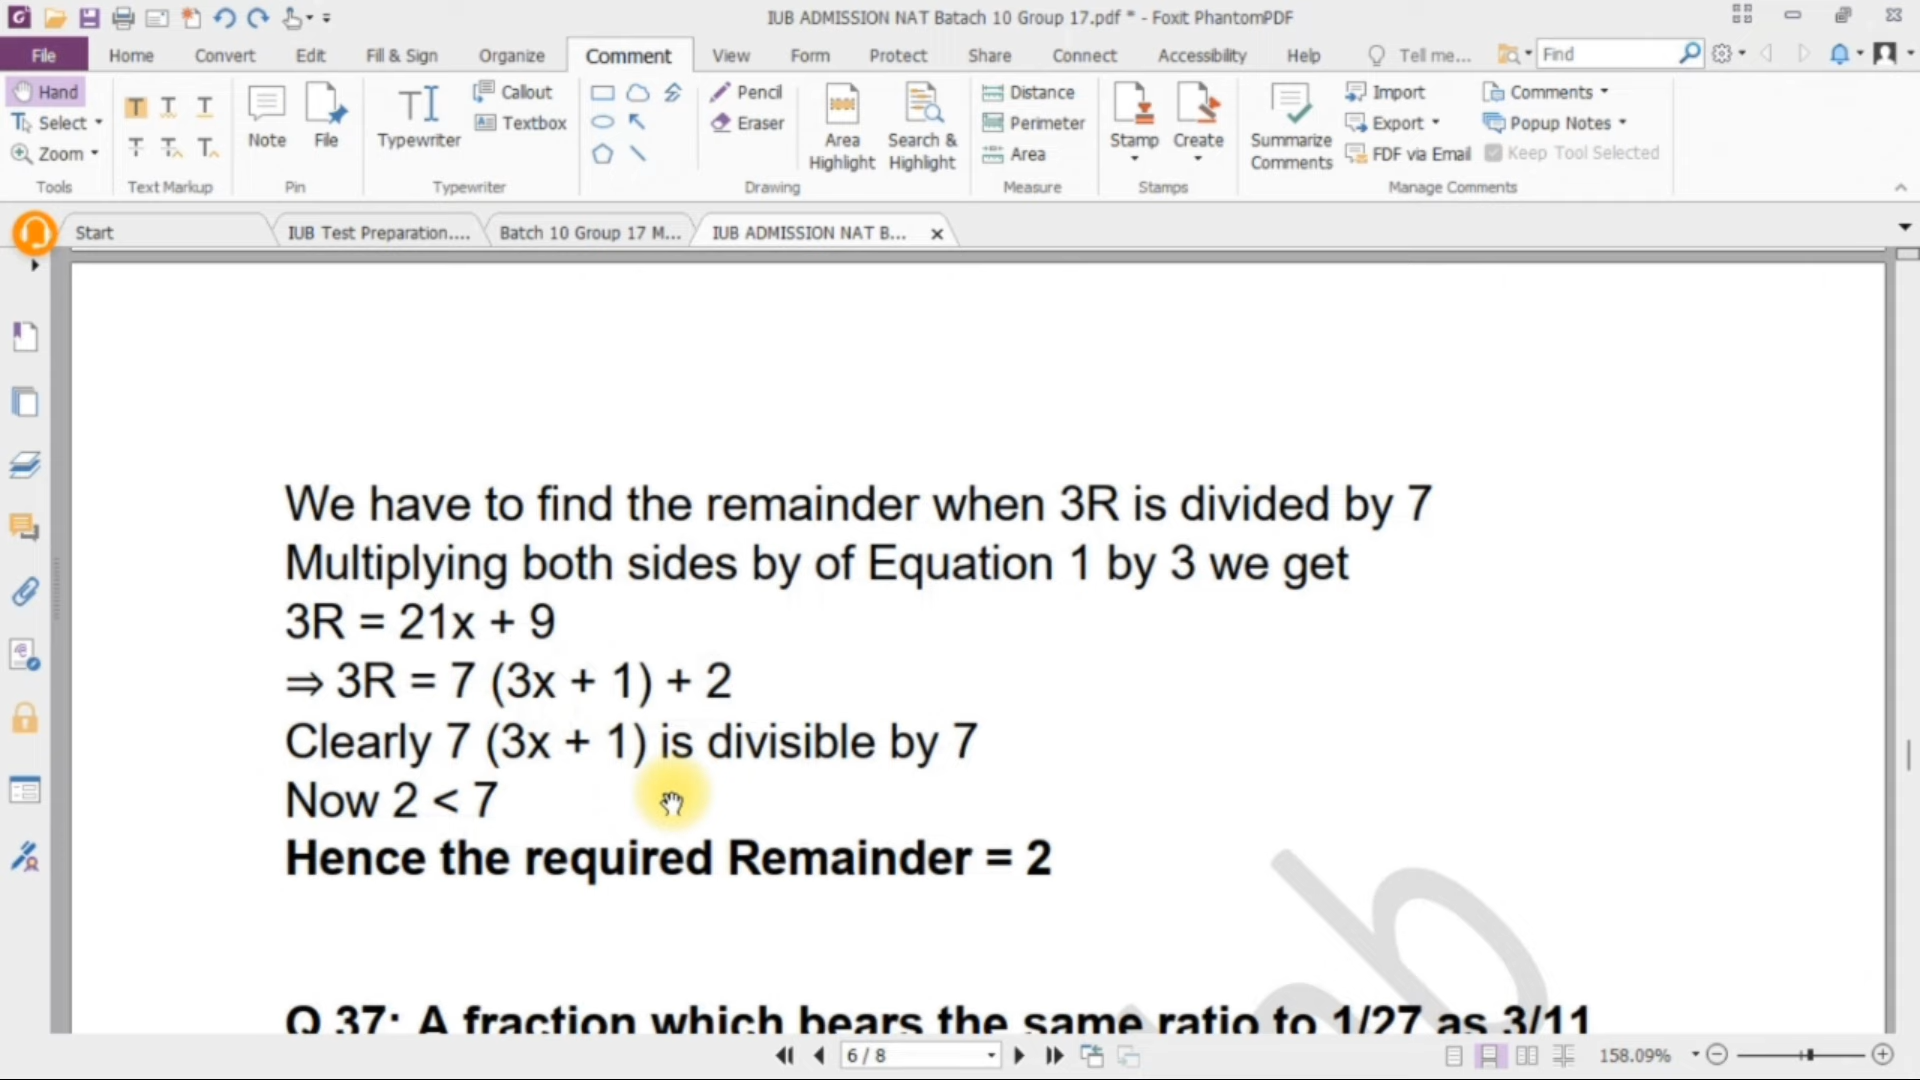 IUB ADMISSION NAT Batach 10 Group 17.pdf * - Foxit PhantomPDF
File Home Convert Edit Fill & Sign Organize Comment View Form Protect Share Connect Accessibility Help Tell me... Find
Hand
Select
Zoom
Tools
Text Markup
Note
File
Pin
Typewriter
Callout
Textbox
Typewriter
Pencil
Eraser
Area Highlight
Search & Highlight
Drawing
Distance
Perimeter
Area
Measure
Stamp
Create
Stamps
Summarize Comments
Import
Export
FDF via Email
Comments
Popup Notes
Keep Tool Selected
Manage Comments
Start IUB Test Preparation.... Batch 10 Group 17 M... IUB ADMISSION NAT B...
We have to find the remainder when 3R is divided by 7
Multiplying both sides by of Equation 1 by 3 we get
3R = 21x + 9
⇒ 3R = 7 (3x + 1) + 2
Clearly 7 (3x + 1) is divisible by 7
Now 2 < 7
Hence the required Remainder = 2
Q 37: A fraction which bears the same ratio to 1/27 as 3/11
6 / 8
158.09%